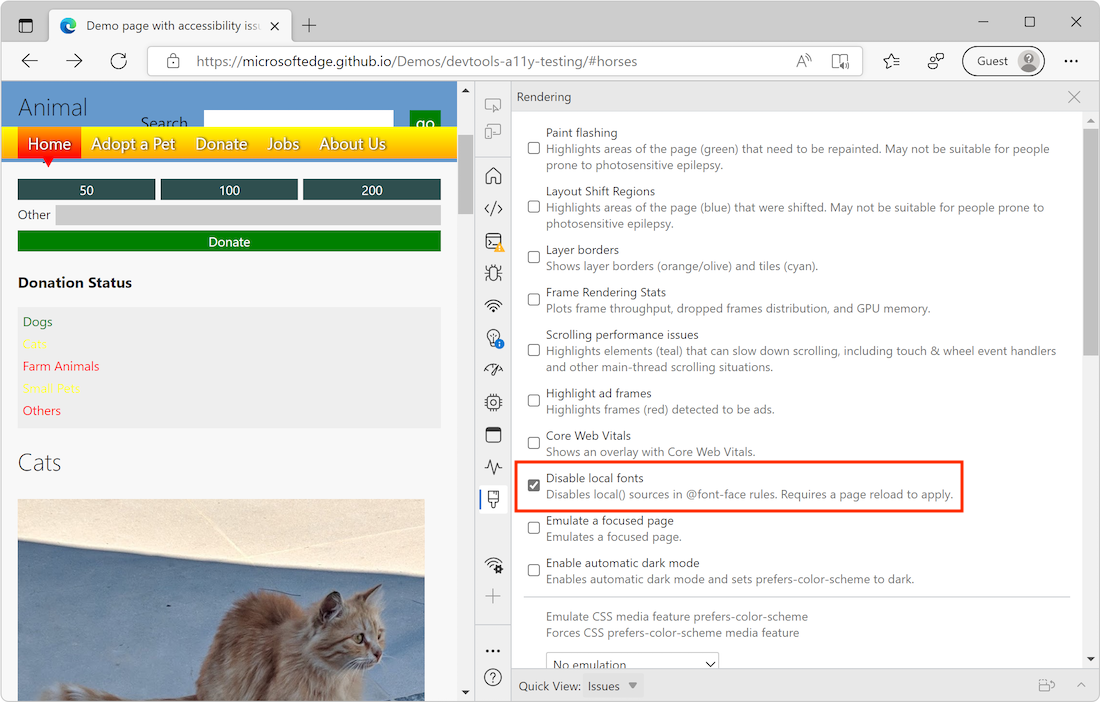 Demo page with accessibility issu
https://microsoftedge.github.io/Demos/devtools-a11y-testing/#horses
Guest
Animal
Search
go
Home Adopt a Pet Donate Jobs About Us
50 100 200
Other
Donate
Donation Status
Dogs
Cats
Farm Animals
Small Pets
Others
Cats
Rendering
Paint flashing
Highlights areas of the page (green) that need to be repainted. May not be suitable for people
prone to photosensitive epilepsy.
Layout Shift Regions
Highlights areas of the page (blue) that were shifted. May not be suitable for people prone to
photosensitive epilepsy.
Layer borders
Shows layer borders (orange/olive) and tiles (cyan).
Frame Rendering Stats
Plots frame throughput, dropped frames distribution, and GPU memory.
Scrolling performance issues
Highlights elements (teal) that can slow down scrolling, including touch & wheel event handlers
and other main-thread scrolling situations.
Highlight ad frames
Highlights frames (red) detected to be ads.
Core Web Vitals
Shows an overlay with Core Web Vitals.
Disable local fonts
Disables local() sources in @font-face rules. Requires a page reload to apply.
Emulate a focused page
Emulates a focused page.
Enable automatic dark mode
Enables automatic dark mode and sets prefers-color-scheme to dark.
Emulate CSS media feature prefers-color-scheme
Forces CSS prefers-color-scheme media feature
No emulation
Quick View: Issues